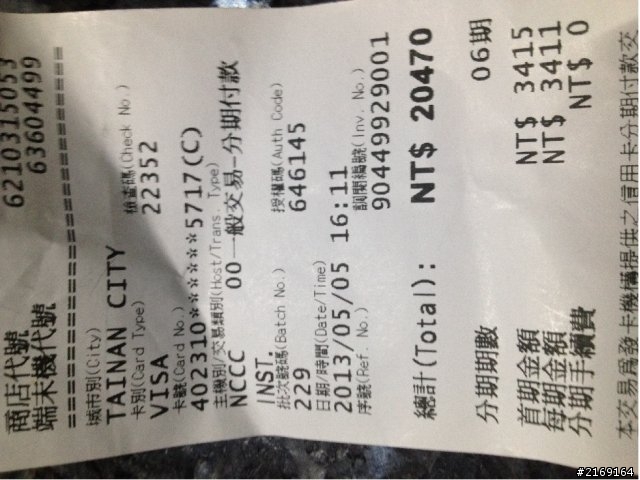 商店代號 6210315053
端末機代號 63604499
城市別(City) 檢查碼(Check No.)
TAINAN CITY 22352
卡別(Card Type)
VISA
卡號(Card No.)
402310******5717(C)
主機別/交易類別(Host/Trans. Type)
NCCC 00一般交易-分期付款
INST.
批次號碼(Batch No.) 授權碼(Auth Code)
229 646145
日期/時間(Date/Time)
2013/05/05 16:11
序號(Ref. No.) 調閱編號(Inv. No.)
90449929001
總計(Total): NT$ 20470
分期期數 06期
首期金額 NT$ 3415
每期金額 NT$ 3411
分期手續費 NT$ 0
本交易為發卡機構提供之信用卡分期付款交
#2169164